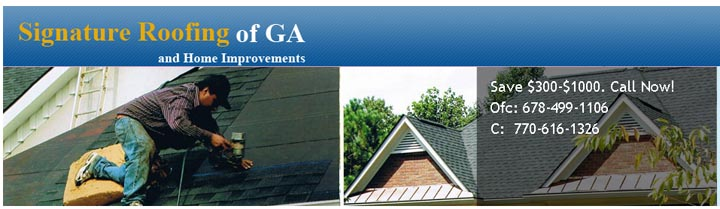 Signature Roofing of GA
and Home Improvements
Save $300-$1000. Call Now!
Ofc: 678-499-1106
C: 770-616-1326